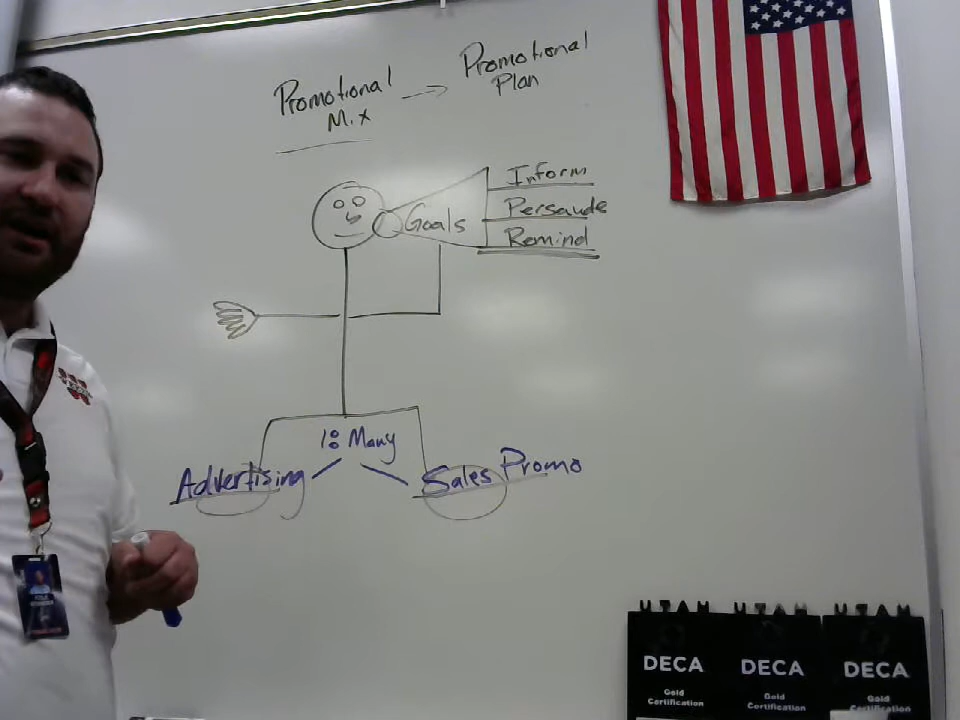 Promotional
Mix
Promotional
Plan
Inform
Goals
Persaude
Remind
1: Many
Advertising
Sales Promo
UTAH
DECA
Gold
Certification
UTAH
DECA
Gold
Certification
UTAH
DECA
Gold
Certification